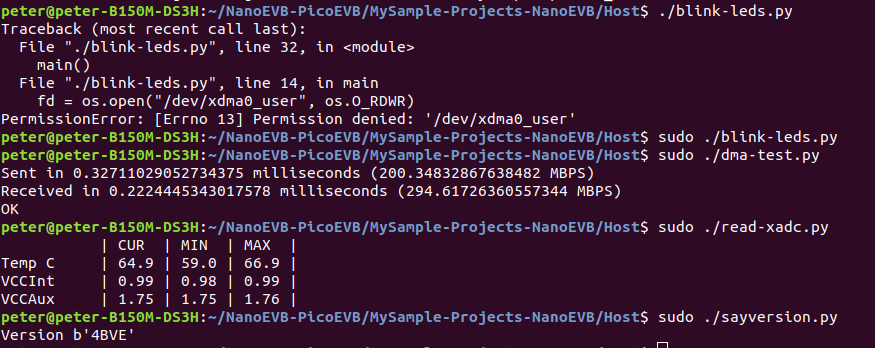 peter@peter-B150M-DS3H:~/NanoEVB-PicoEVB/MySample-Projects-NanoEVB/Host$ ./blink-leds.py
Traceback (most recent call last):
  File "./blink-leds.py", line 32, in <module>
    main()
  File "./blink-leds.py", line 14, in main
    fd = os.open("/dev/xdma0_user", os.O_RDWR)
PermissionError: [Errno 13] Permission denied: '/dev/xdma0_user'
peter@peter-B150M-DS3H:~/NanoEVB-PicoEVB/MySample-Projects-NanoEVB/Host$ sudo ./blink-leds.py
peter@peter-B150M-DS3H:~/NanoEVB-PicoEVB/MySample-Projects-NanoEVB/Host$ sudo ./dma-test.py
Sent in 0.32711029052734375 milliseconds (200.34832867638482 MBPS)
Received in 0.2224445343017578 milliseconds (294.61726360557344 MBPS)
OK
peter@peter-B150M-DS3H:~/NanoEVB-PicoEVB/MySample-Projects-NanoEVB/Host$ sudo ./read-xadc.py
          | CUR  | MIN  | MAX  |
Temp C    | 64.9 | 59.0 | 66.9 |
VCCInt    | 0.99 | 0.98 | 0.99 |
VCCAux    | 1.75 | 1.75 | 1.76 |
peter@peter-B150M-DS3H:~/NanoEVB-PicoEVB/MySample-Projects-NanoEVB/Host$ sudo ./sayversion.py
Version b'4BVE'